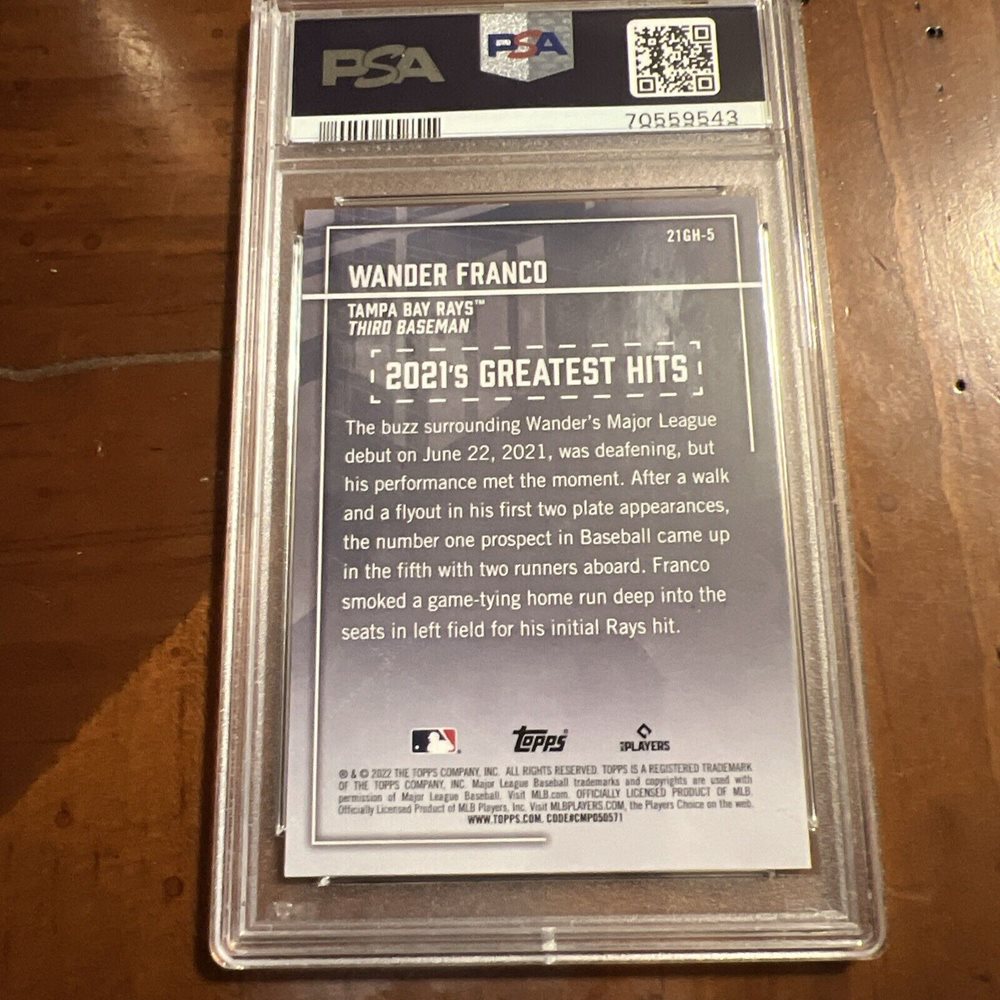 PSA
PSA
70559543
21GH-5
WANDER FRANCO
TAMPA BAY RAYS™
THIRD BASEMAN
2021's GREATEST HITS
The buzz surrounding Wander's Major League
debut on June 22, 2021, was deafening, but
his performance met the moment. After a walk
and a flyout in his first two plate appearances,
the number one prospect in Baseball came up
in the fifth with two runners aboard. Franco
smoked a game-tying home run deep into the
seats in left field for his initial Rays hit.
topps®
MLB PLAYERS
® & © 2022 THE TOPPS COMPANY, INC. ALL RIGHTS RESERVED. TOPPS IS A REGISTERED TRADEMARK
OF THE TOPPS COMPANY, INC. Major League Baseball trademarks and copyrights are used with
permission of Major League Baseball. Visit MLB.com. OFFICIALLY LICENSED PRODUCT OF MLB.
Officially Licensed Product of MLB Players, Inc. Visit MLBPLAYERS.COM, the Players Choice on the web.
WWW.TOPPS.COM. CODE#CMP050571